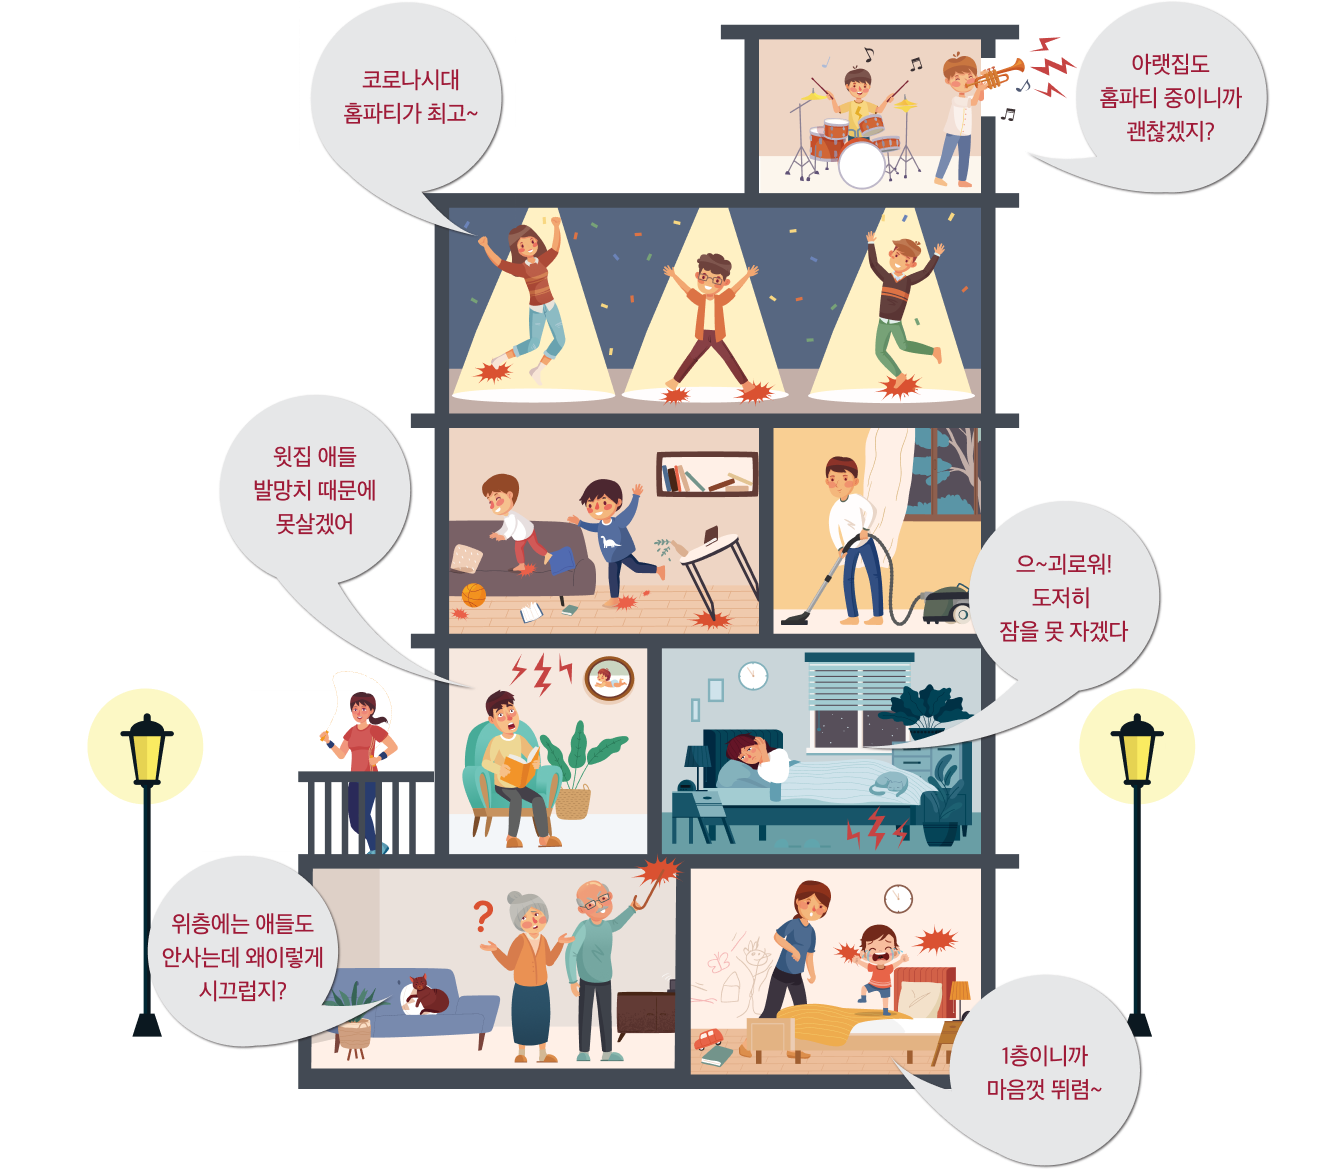 코로나시대
홈파티가 최고~
아랫집도
홈파티 중이니까
괜찮겠지?
윗집 애들
발망치 때문에
못살겠어
으~괴로워!
도저히
잠을 못 자겠다
위층에는 애들도
안사는데 왜이렇게
시끄럽지?
1층이니까
마음껏 뛰렴~